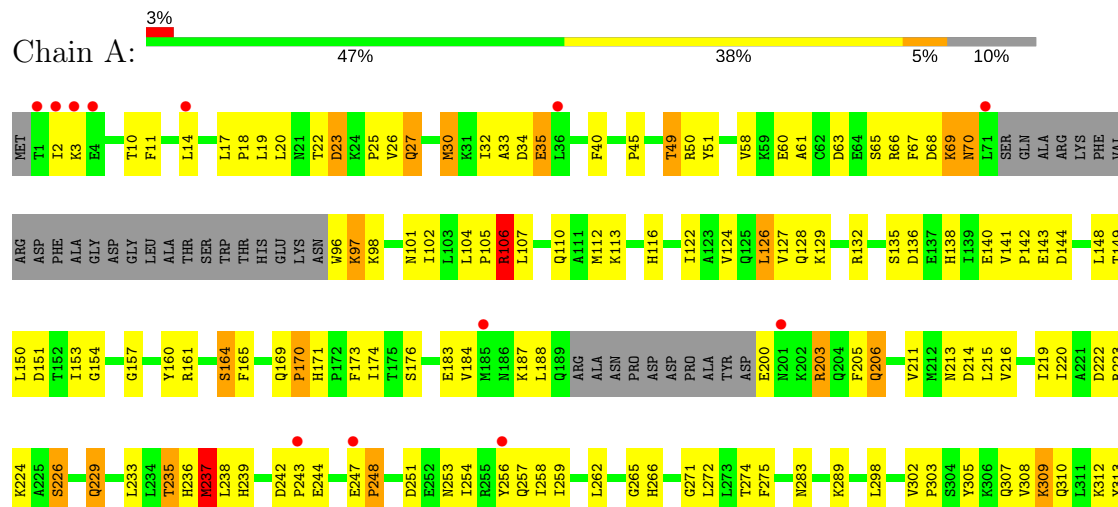 3%
Chain A:
47% 38% 5% 10%
MET T1 I2 K3 E4 T10 F11 L14 L17 P18 L19 L20 N21 T22 D23 K24 P25 V26 Q27 M30 K31 I32 A33 D34 E35 L36 F40 P45 T49 R50 Y51 V58 K59 E60 A61 C62 D63 E64 S65 R66 F67 D68 K69 N70 L71 SER GLN ALA ARG LYS PHE VAL
ARG ASP PHE ALA GLY ASP GLY LEU ALA THR SER TRP THR HIS GLU LYS ASN W96 K97 K98 N101 I102 L103 L104 P105 R106 L107 Q110 A111 M112 K113 H116 I122 A123 V124 Q125 L126 V127 Q128 K129 R132 S135 D136 E137 H138 I139 E140 V141 P142 E143 D144 L148 T149
L150 D151 T152 I153 G154 G157 Y160 R161 S164 F165 Q169 P170 H171 P172 F173 I174 T175 S176 E183 V184 M185 N186 K187 L188 Q189 ARG ALA ASN PRO ASP ASP PRO ALA TYR ASP E200 N201 K202 R203 Q204 F205 Q206 V211 M212 N213 D214 L215 V216 I219 I220 A221 D222 R223
K224 A225 S226 Q229 L233 L234 T235 H236 M237 L238 H239 D242 P243 E244 E247 P248 D251 E252 N253 I254 R255 Y256 Q257 I258 I259 L262 G265 H266 G271 L272 L273 T274 F275 N283 K289 L298 V302 P303 S304 Y305 K306 Q307 V308 K309 Q310 L311 K312